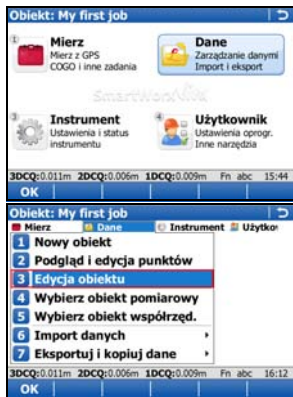 Obiekt: My first job
1 Mierz
Mierz z GPS
COGO i inne zadania
Dane
Zarządzanie danymi
Import i eksport
SmartWorx Viva
3 Instrument
Ustawienia i status
instrumentu
4 Użytkownik
Ustawienia oprogr.
Inne narzędzia
3DCQ:0.011m 2DCQ:0.006m 1DCQ:0.009m Fn abc 15:44
OK
Obiekt: My first job
Mierz Dane Instrument Użytkow
1 Nowy obiekt
2 Podgląd i edycja punktów
3 Edycja obiektu
4 Wybierz obiekt pomiarowy
5 Wybierz obiekt współrzęd.
6 Import danych
7 Eksportuj i kopiuj dane
3DCQ:0.011m 2DCQ:0.006m 1DCQ:0.009m Fn abc 16:12
OK